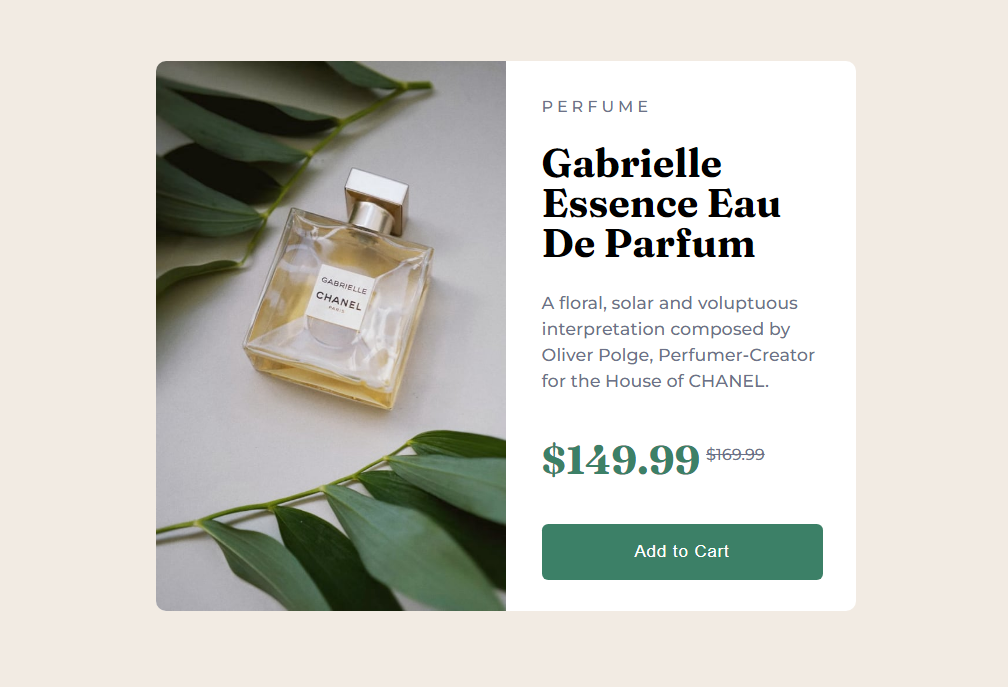 GABRIELLE
CHANEL
PARIS
PERFUME
Gabrielle
Essence Eau
De Parfum
A floral, solar and voluptuous
interpretation composed by
Oliver Polge, Perfumer-Creator
for the House of CHANEL.
$149.99 $169.99
Add to Cart